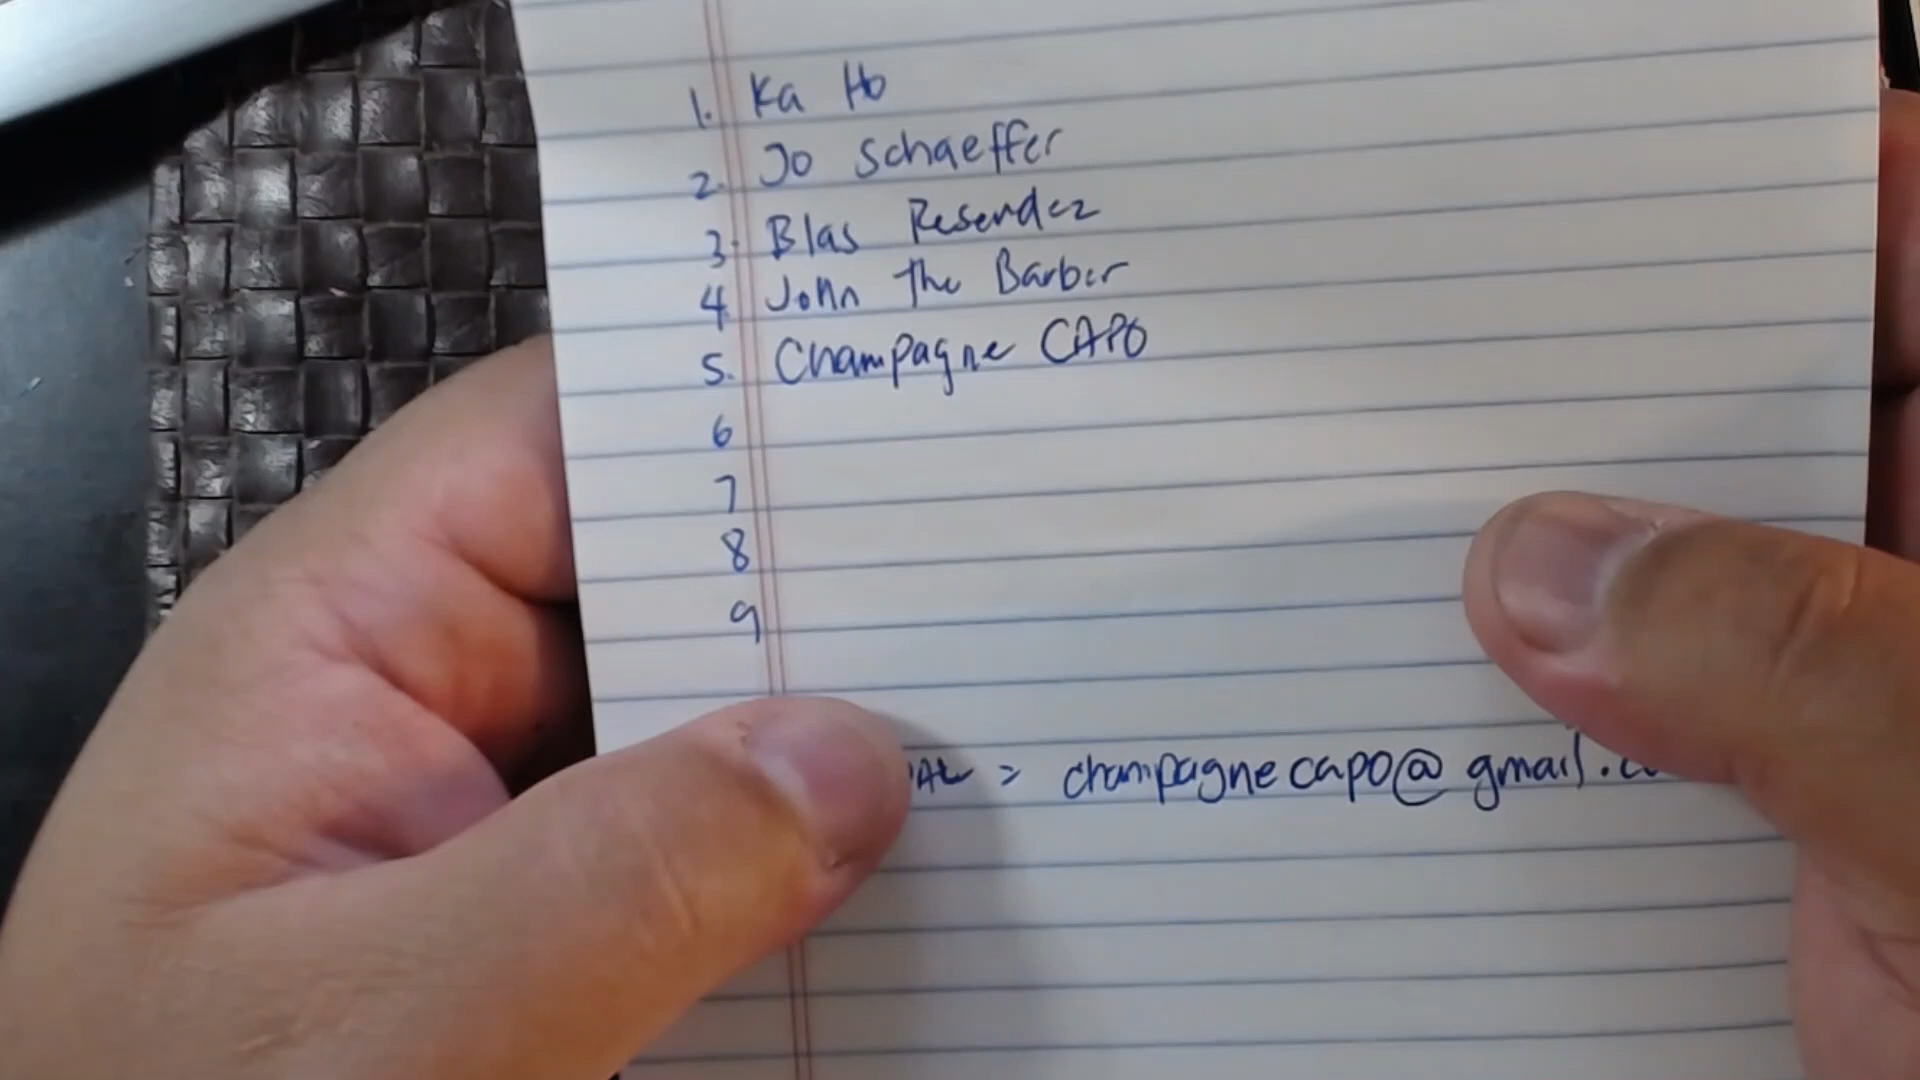 1. Ka Ho
2. Jo Schaeffer
3. Blas Resendez
4. John The Barber
5. Champagne CAPO
6
7
8
9
> champagnecapo@gmail.